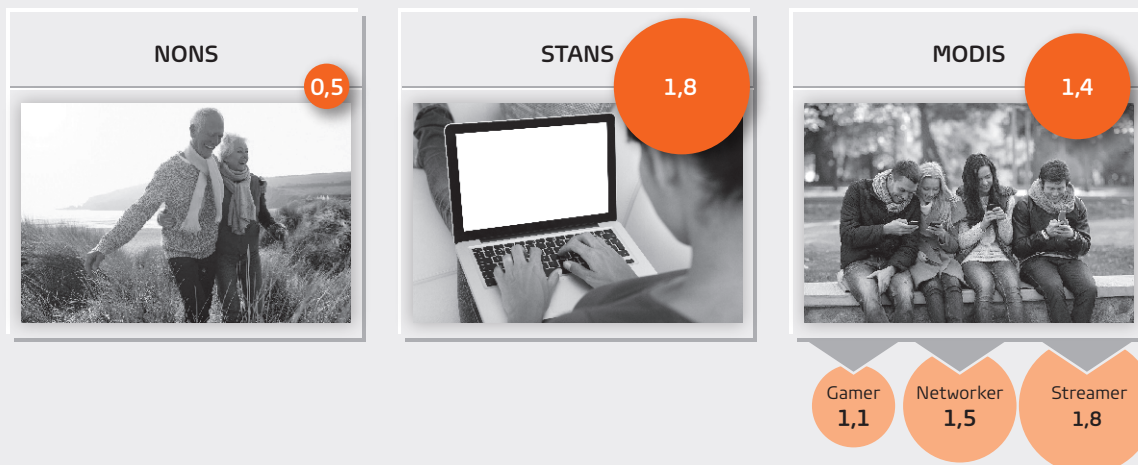 NONS
0,5
STANS
1,8
MODIS
1,4
Gamer
1,1
Networker
1,5
Streamer
1,8